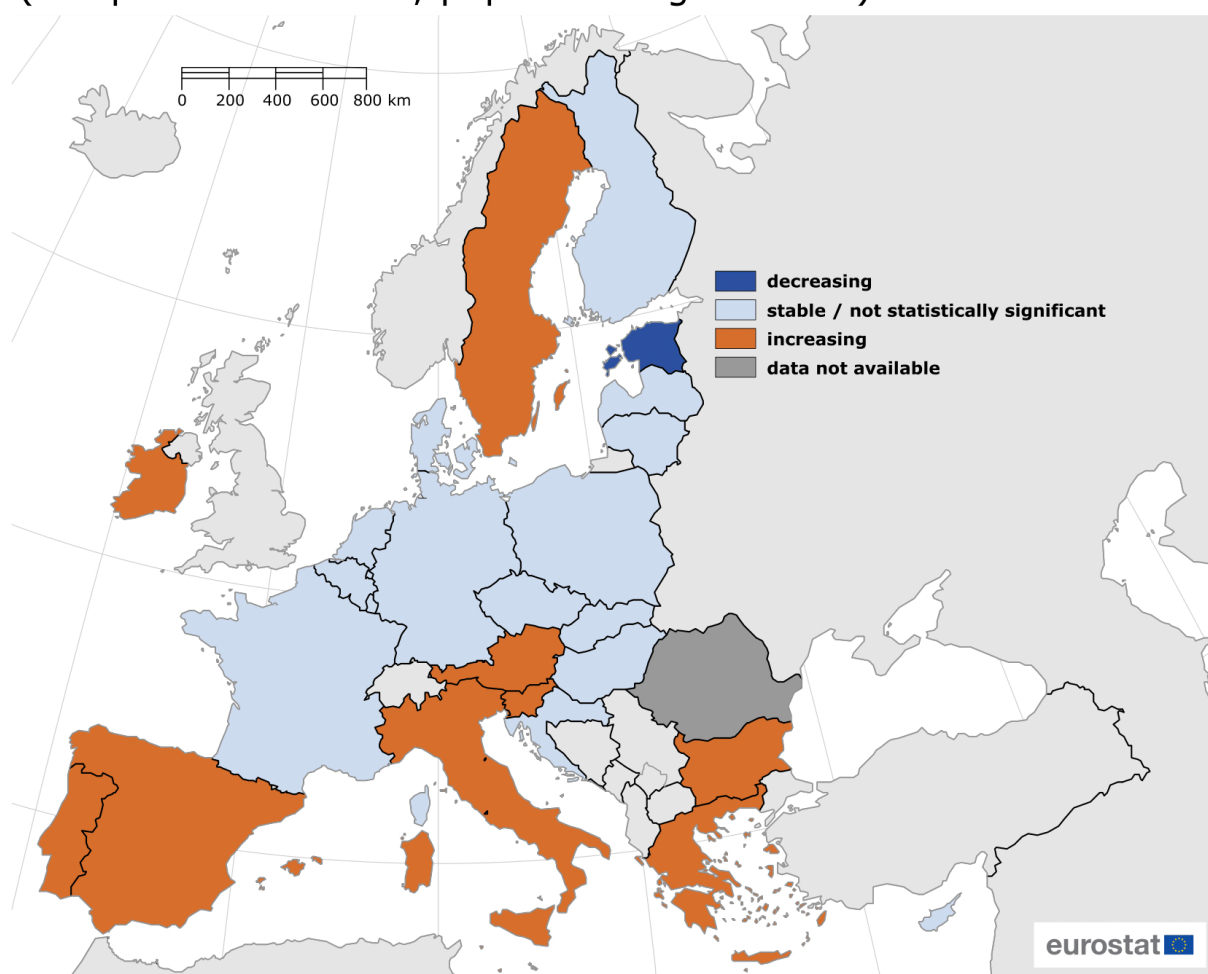 0 200 400 600 800 km
decreasing
stable / not statistically significant
increasing
data not available
eurostat